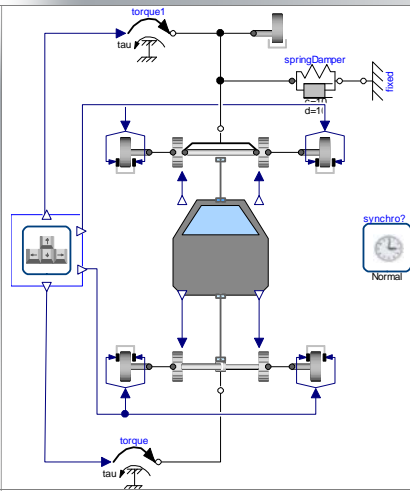 torque1
tau
springDamper
fixed
d=1(
synchro?
Normal
torque
tau